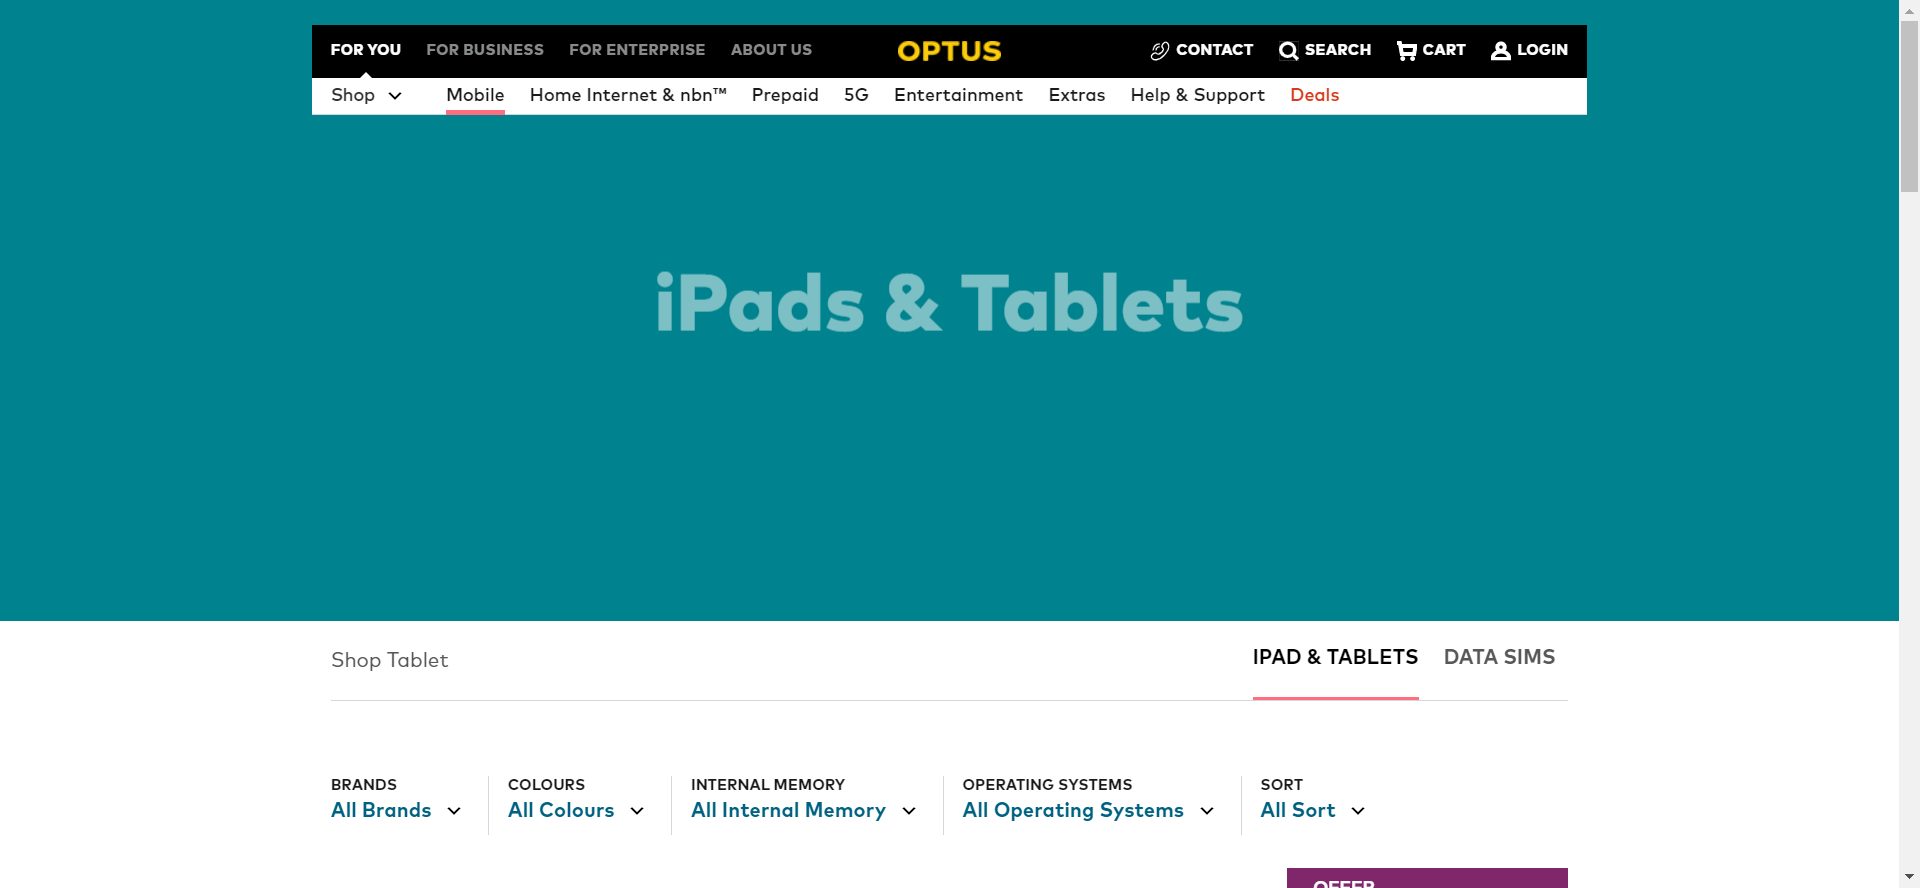 FOR YOU FOR BUSINESS FOR ENTERPRISE ABOUT US OPTUS CONTACT SEARCH CART LOGIN
Shop Mobile Home Internet & nbn™ Prepaid 5G Entertainment Extras Help & Support Deals
iPads & Tablets
Shop Tablet IPAD & TABLETS DATA SIMS
BRANDS COLOURS INTERNAL MEMORY OPERATING SYSTEMS SORT
All Brands All Colours All Internal Memory All Operating Systems All Sort
OFFER